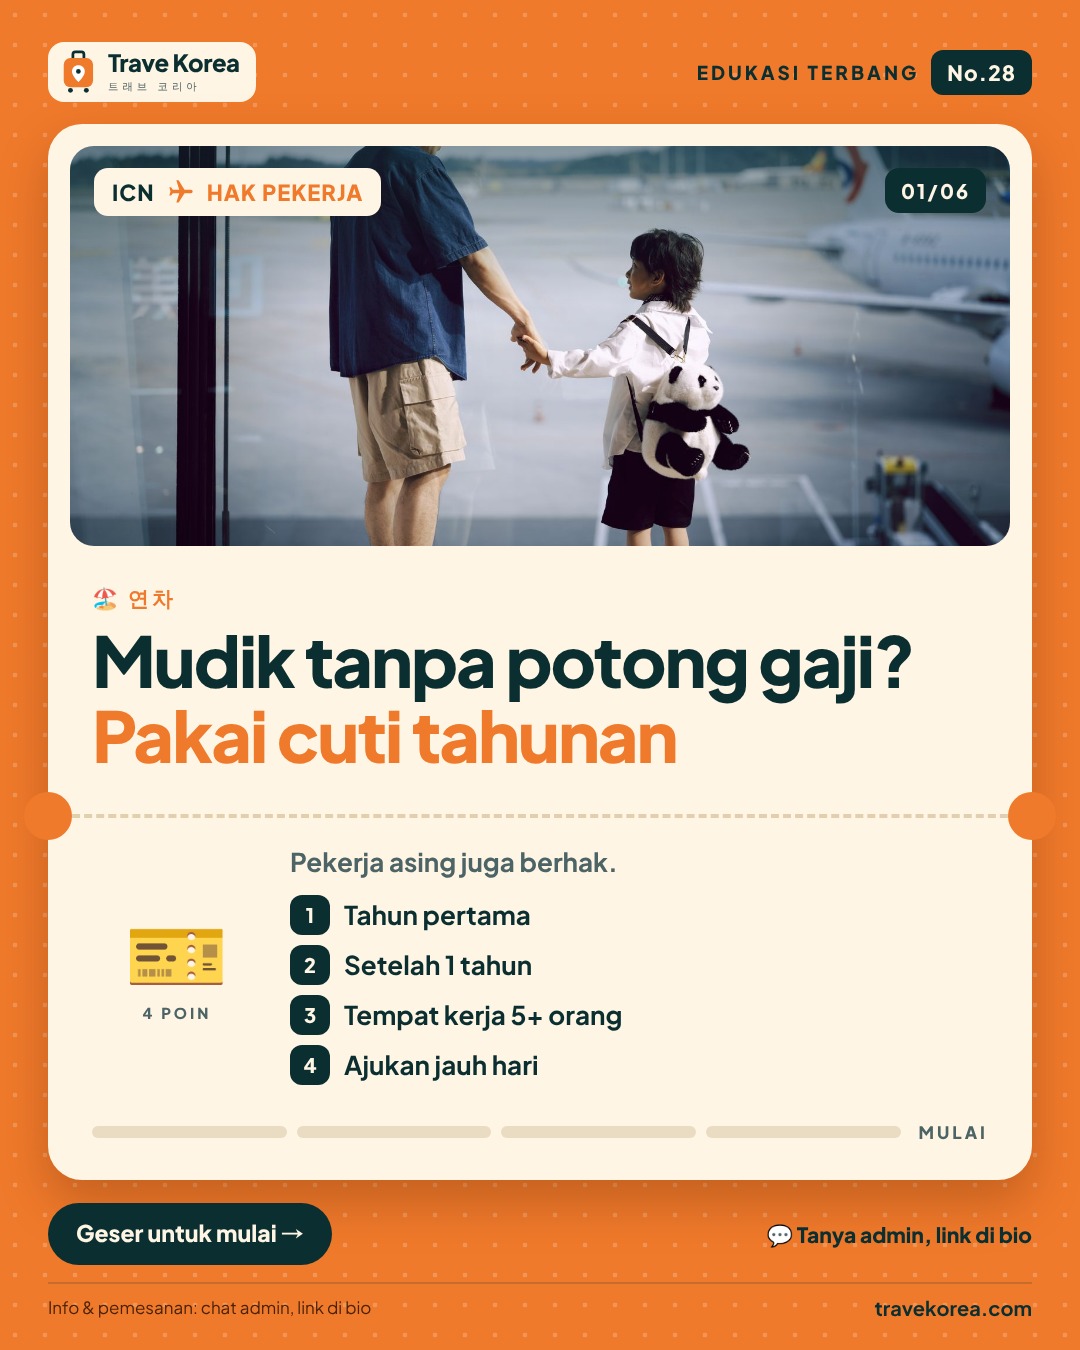 Trave Korea
트래브 코리아
EDUKASI TERBANG No.28
ICN ✈ HAK PEKERJA
01/06
🏖️ 연차
Mudik tanpa potong gaji?
Pakai cuti tahunan
Pekerja asing juga berhak.
1 Tahun pertama
2 Setelah 1 tahun
3 Tempat kerja 5+ orang
4 Ajukan jauh hari
4 POIN
MULAI
Geser untuk mulai →
💬 Tanya admin, link di bio
Info & pemesanan: chat admin, link di bio
travekorea.com